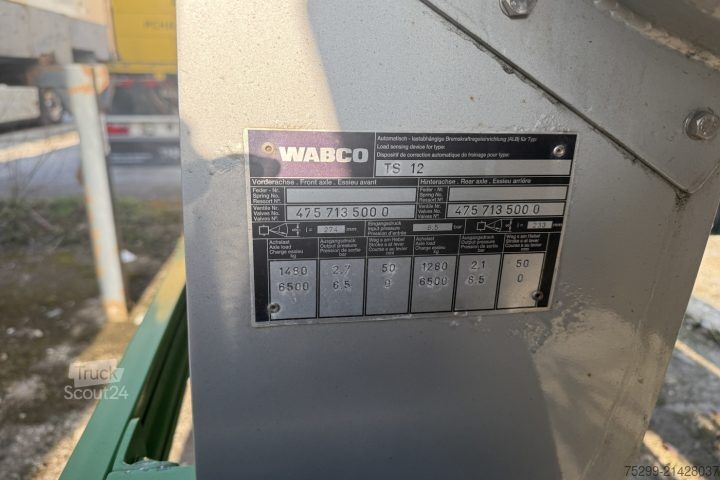 WABCO
Automatisch - lastabhängige Bremskraftregeleinrichtung (ALB) für Typ:
Load sensing device for type:
Dispositif de correction automatique de freinage pour type:
TS 12
Vorderachse . Front axle . Essieu avant
Hinterachse . Rear axle . Essieu arrière
Feder - Nr.
Spring No.
Ressort N°
Feder - Nr.
Spring No.
Ressort N°
Ventile Nr.
Valves No.
Valves N°.
475 713 500 0
Ventile Nr.
Valves No.
Valves N°.
475 713 500 0
l = 274 mm
Eingangsdruck
Input pressure
Pression d'entrée
6,5 bar
l = 233 mm
Achslast
Axle load
Charge essieu
kg
Ausgangsdruck
Output pressure
Pression de sortie
bar
Weg s am Hebel
Stroke s at lever
Course s au levier
mm
Achslast
Axle load
Charge essieu
kg
Ausgangsdruck
Output pressure
Pression de sortie
bar
Weg s am Hebel
Stroke s at lever
Course s au levier
mm
1480 2.7 50 1280 2.1 50
6500 6.5 0 6500 6.5 0
Truck
Scout24
75299-21428037